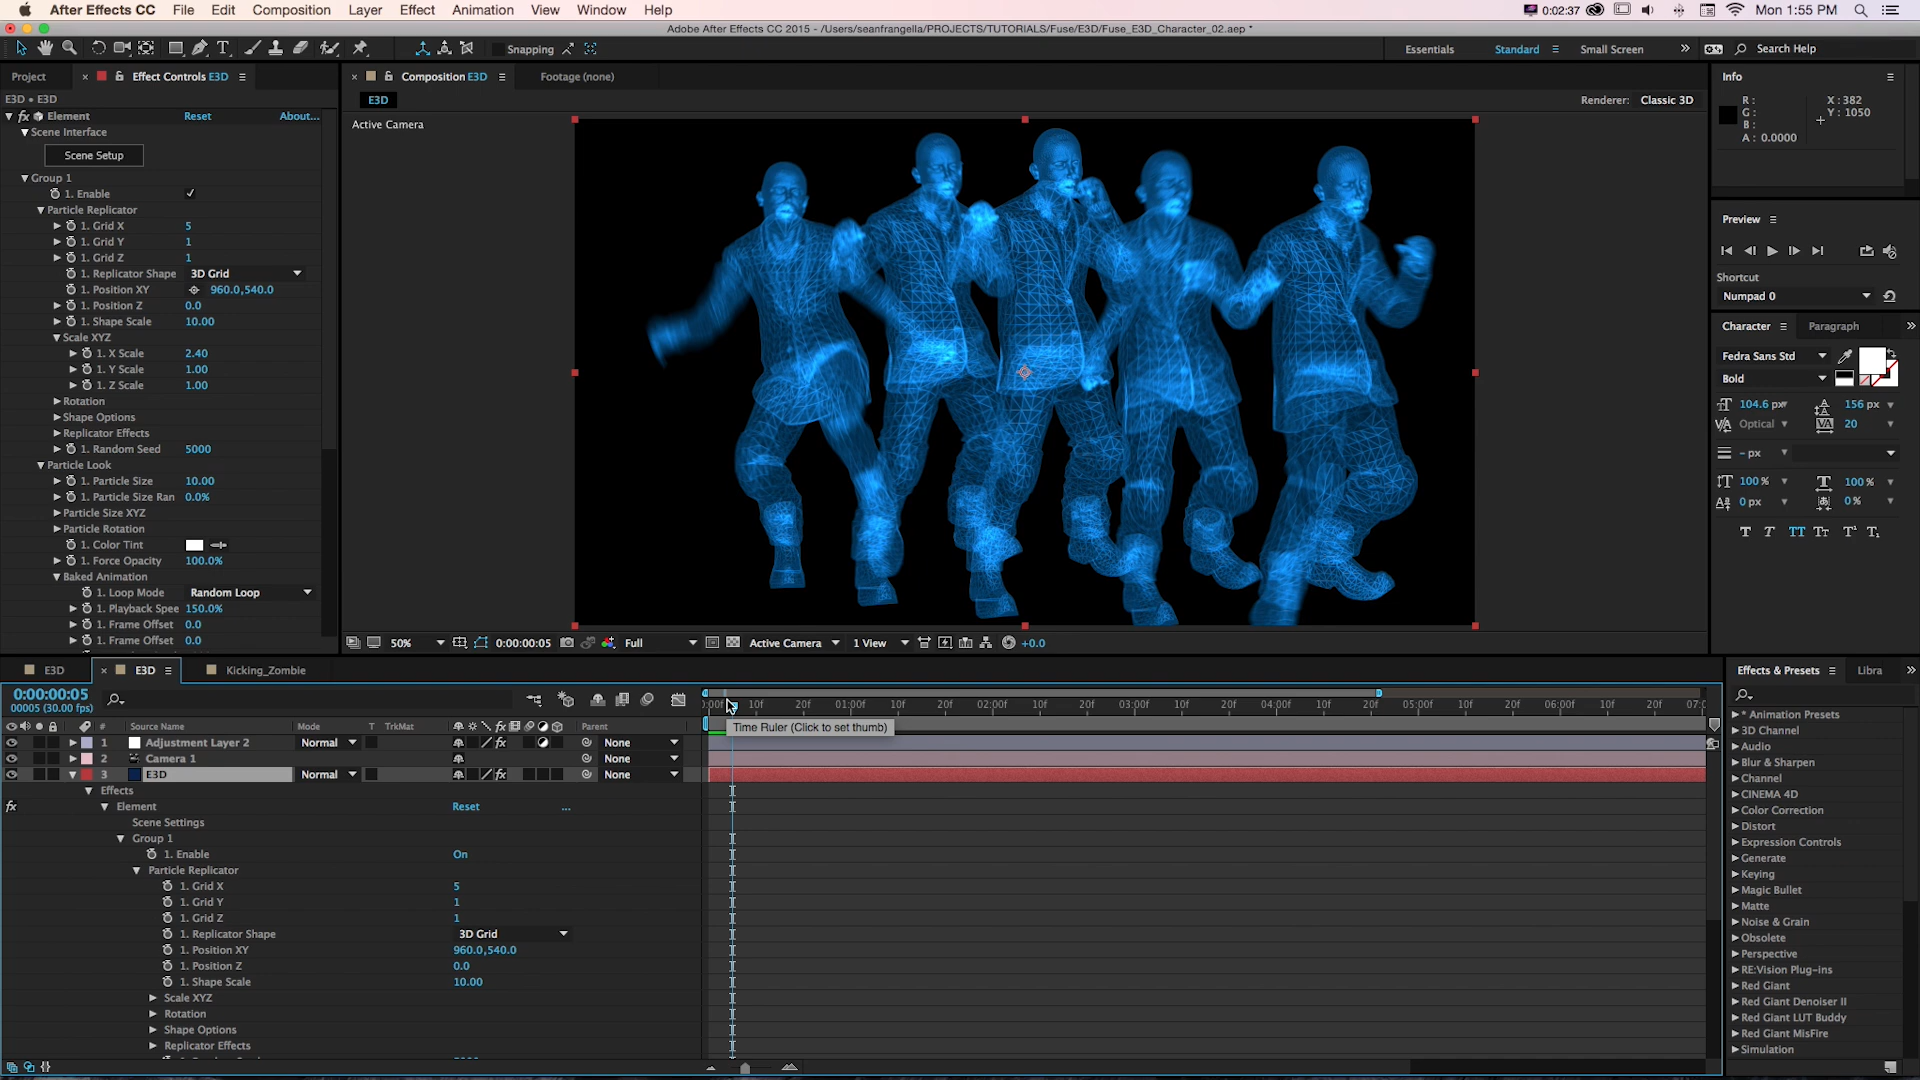 After Effects CC File Edit Composition Layer Effect Animation View Window Help
0:02:37 Mon 1:55 PM
Adobe After Effects CC 2015 - /Users/seanfrangella/PROJECTS/TUTORIALS/Fuse/E3D/Fuse_E3D_Character_02.aep *
Snapping Essentials Standard Small Screen Search Help
Project Effect Controls E3D Composition E3D Footage (none) Info
E3D • E3D E3D Renderer: Classic 3D
Active Camera
R: X: 382
G: Y: 1050
B:
A: 0.0000
fx Element Reset About...
Scene Interface
Scene Setup
Group 1
1. Enable
Particle Replicator
1. Grid X 5
1. Grid Y 1
1. Grid Z 1
1. Replicator Shape 3D Grid
1. Position XY 960.0,540.0
1. Position Z 0.0
1. Shape Scale 10.00
Scale XYZ
1. X Scale 2.40
1. Y Scale 1.00
1. Z Scale 1.00
Rotation
Shape Options
Replicator Effects
1. Random Seed 5000
Particle Look
1. Particle Size 10.00
1. Particle Size Ran 0.0%
Particle Size XYZ
Particle Rotation
1. Color Tint
1. Force Opacity 100.0%
Baked Animation
1. Loop Mode Random Loop
1. Playback Spee 150.0%
1. Frame Offset 0.0
1. Frame Offset 0.0
Preview
Shortcut
Numpad 0
Character Paragraph
Fedra Sans Std
Bold
104.6 px 156 px
Optical 20
- px
100 % 100 %
0 px 0 %
50% 0:00:00:05 Full Active Camera 1 View +0.0
E3D E3D Kicking_Zombie
0:00:00:05
00005 (30.00 fps)
:00f 10f 20f 01:00f 10f 20f 02:00f 10f 20f 03:00f 10f 20f 04:00f 10f 20f 05:00f 10f 20f 06:00f 10f 20f 07:0
Time Ruler (Click to set thumb)
# Source Name Mode T TrkMat Parent
1 Adjustment Layer 2 Normal fx None
2 Camera 1 None
3 E3D Normal fx None
Effects
fx Element Reset ...
Scene Settings
Group 1
1. Enable On
Particle Replicator
1. Grid X 5
1. Grid Y 1
1. Grid Z 1
1. Replicator Shape 3D Grid
1. Position XY 960.0,540.0
1. Position Z 0.0
1. Shape Scale 10.00
Scale XYZ
Rotation
Shape Options
Replicator Effects
Effects & Presets Libra
* Animation Presets
3D Channel
Audio
Blur & Sharpen
Channel
CINEMA 4D
Color Correction
Distort
Expression Controls
Generate
Keying
Magic Bullet
Matte
Noise & Grain
Obsolete
Perspective
RE:Vision Plug-ins
Red Giant
Red Giant Denoiser II
Red Giant LUT Buddy
Red Giant MisFire
Simulation